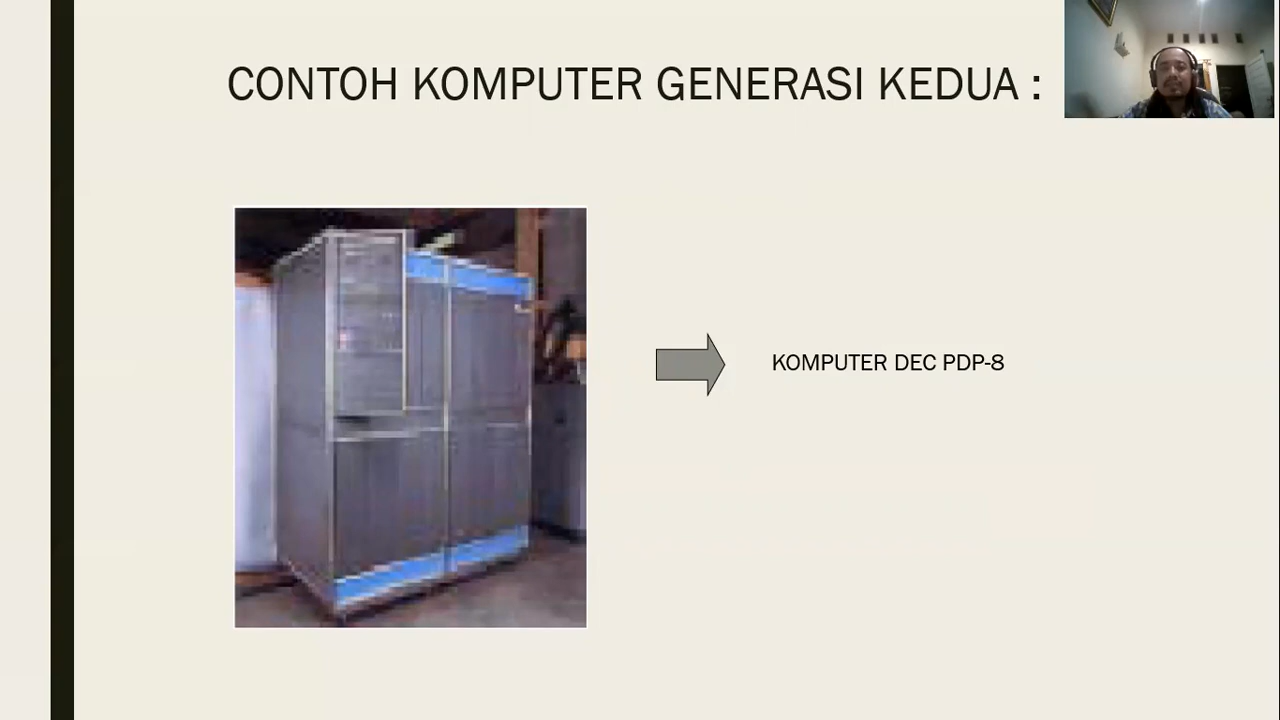 CONTOH KOMPUTER GENERASI KEDUA :
KOMPUTER DEC PDP-8